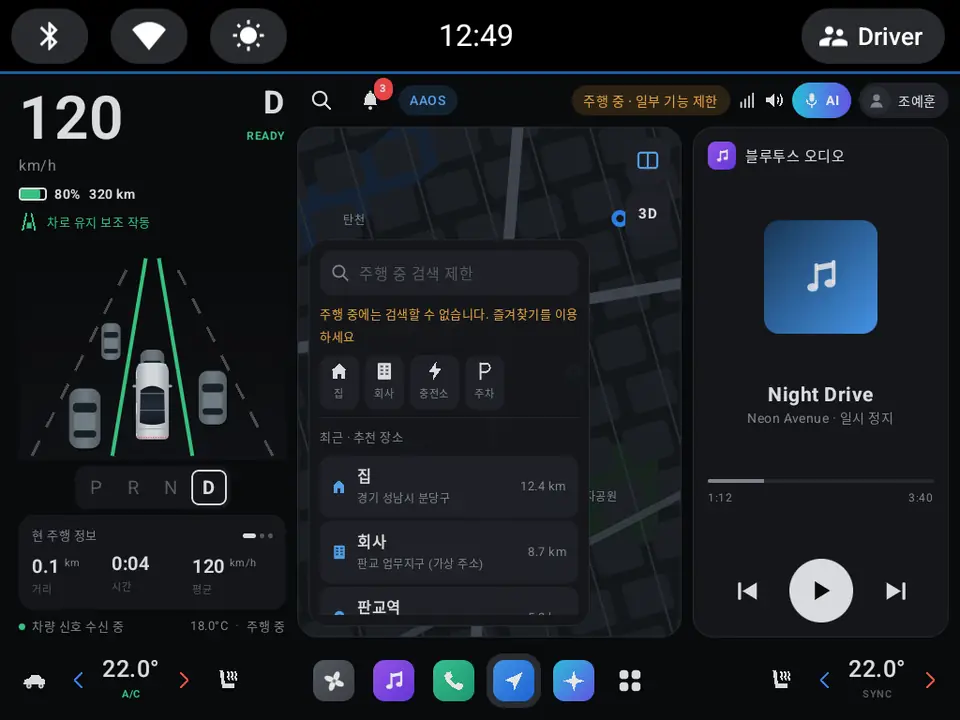 12:49
Driver
120
D
READY
km/h
80% 320 km
차로 유지 보조 작동
P R N D
현 주행 정보
0.1 km
거리
0:04
시간
120 km/h
평균
차량 신호 수신 중
18.0°C · 주행 중
3
AAOS
주행 중 · 일부 기능 제한
AI
조예훈
탄천
3D
주행 중 검색 제한
주행 중에는 검색할 수 없습니다. 즐겨찾기를 이용
하세요
집
회사
충전소
P
주차
최근 · 추천 장소
집
경기 성남시 분당구
12.4 km
회사
판교 업무지구 (가상 주소)
8.7 km
판교역
자공원
블루투스 오디오
Night Drive
Neon Avenue · 일시 정지
1:12
3:40
22.0°
A/C
22.0°
SYNC